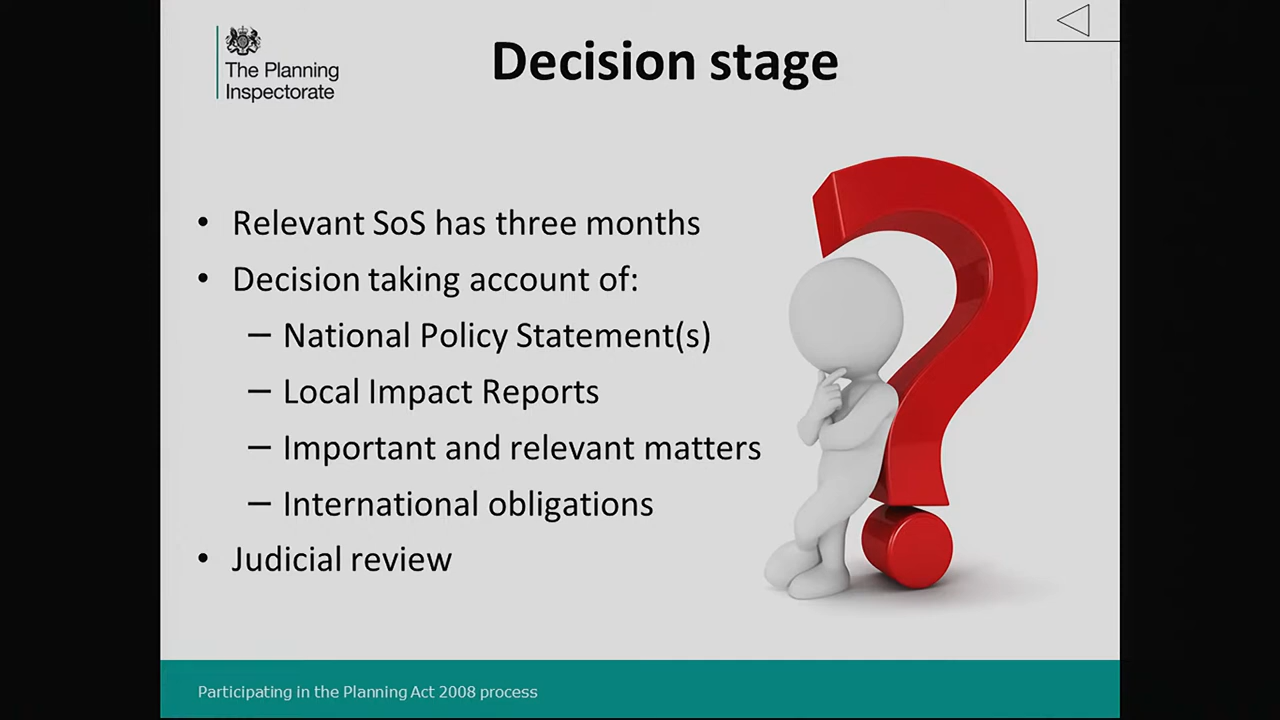 The Planning
Inspectorate
Decision stage
• Relevant SoS has three months
• Decision taking account of:
– National Policy Statement(s)
– Local Impact Reports
– Important and relevant matters
– International obligations
• Judicial review
Participating in the Planning Act 2008 process